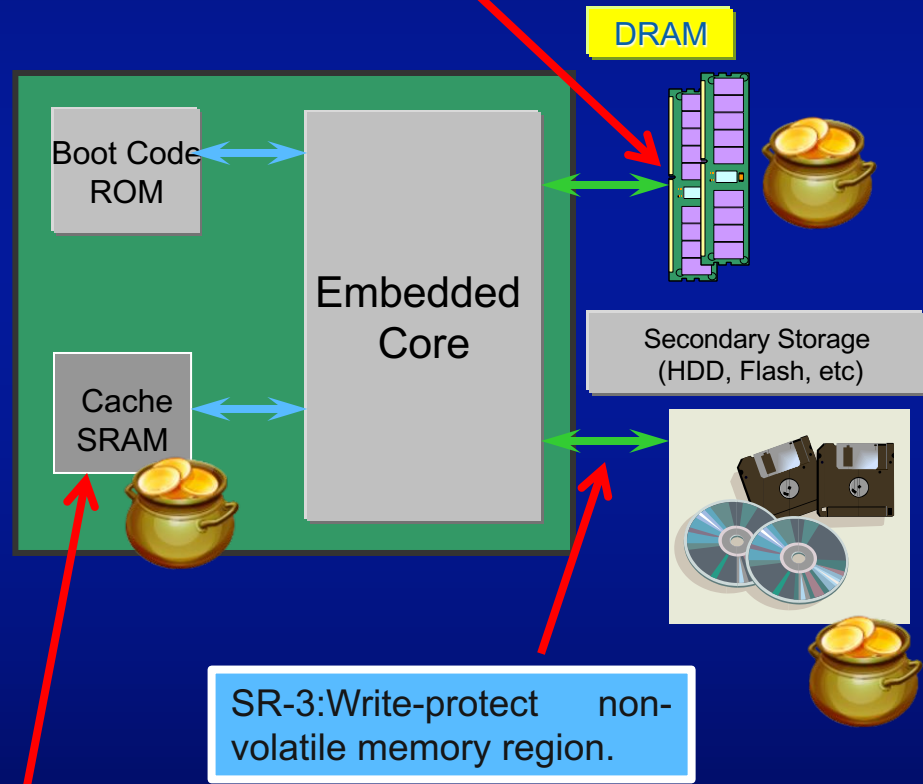 DRAM
Boot Code
ROM
Embedded
Core
Secondary Storage
(HDD, Flash, etc)
Cache
SRAM
SR-3:Write-protect non-
volatile memory region.